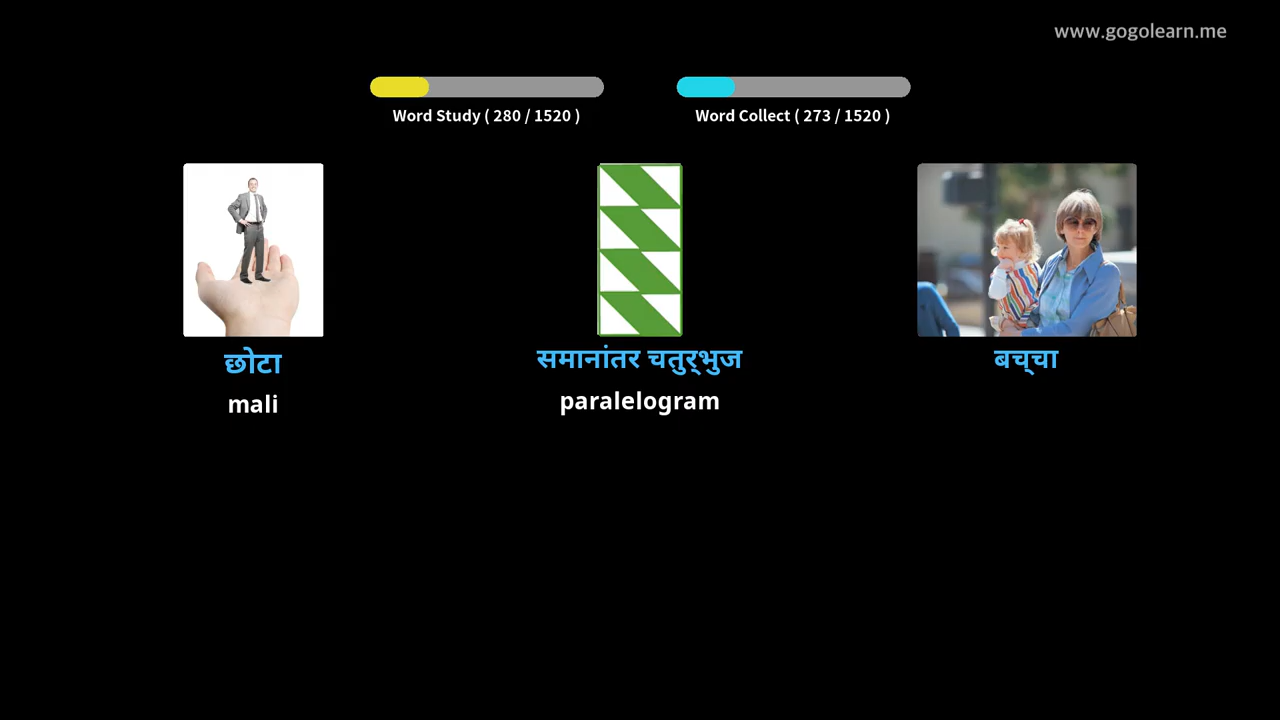 www.gogolearn.me
Word Study ( 280 / 1520 )
Word Collect ( 273 / 1520 )
छोटा
समानांतर चतुर्भुज
बच्चा
mali
paralelogram